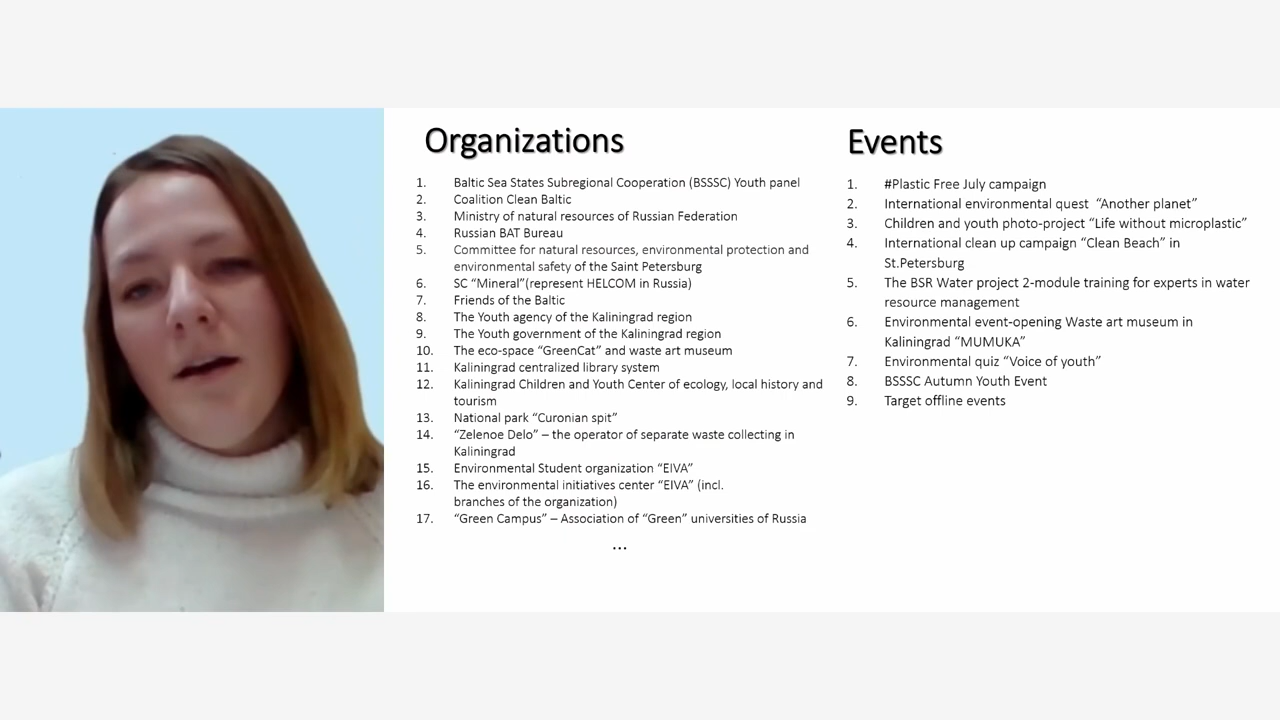 Organizations
1. Baltic Sea States Subregional Cooperation (BSSSC) Youth panel
2. Coalition Clean Baltic
3. Ministry of natural resources of Russian Federation
4. Russian BAT Bureau
5. Committee for natural resources, environmental protection and
environmental safety of the Saint Petersburg
6. SC “Mineral”(represent HELCOM in Russia)
7. Friends of the Baltic
8. The Youth agency of the Kaliningrad region
9. The Youth government of the Kaliningrad region
10. The eco-space “GreenCat” and waste art museum
11. Kaliningrad centralized library system
12. Kaliningrad Children and Youth Center of ecology, local history and
tourism
13. National park “Curonian spit”
14. “Zelenoe Delo” – the operator of separate waste collecting in
Kaliningrad
15. Environmental Student organization “EIVA”
16. The environmental initiatives center “EIVA” (incl.
branches of the organization)
17. “Green Campus” – Association of “Green” universities of Russia
...
Events
1. #Plastic Free July campaign
2. International environmental quest “Another planet”
3. Children and youth photo-project “Life without microplastic”
4. International clean up campaign “Clean Beach” in
St.Petersburg
5. The BSR Water project 2-module training for experts in water
resource management
6. Environmental event-opening Waste art museum in
Kaliningrad “MUMUKA”
7. Environmental quiz “Voice of youth”
8. BSSSC Autumn Youth Event
9. Target offline events